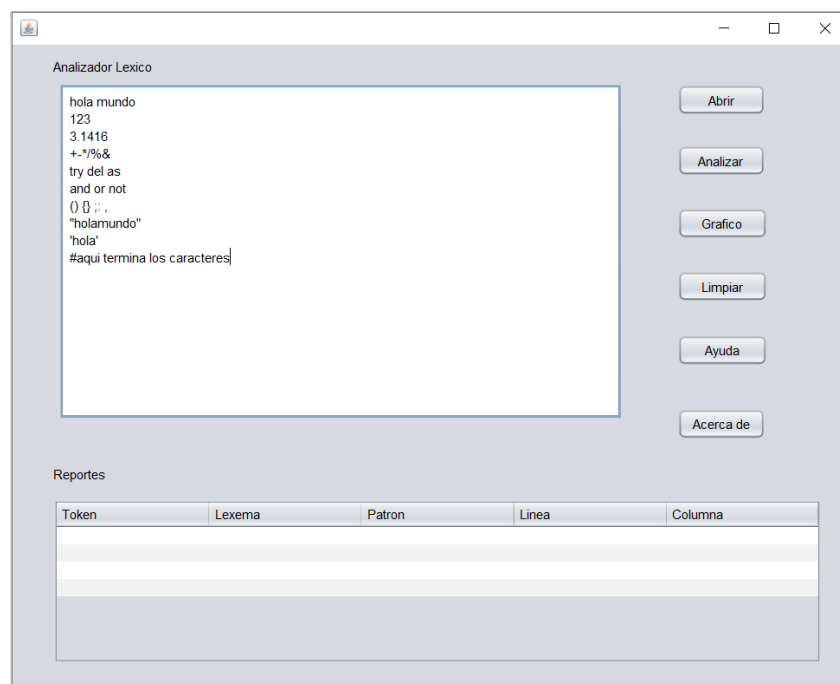 Analizador Lexico
hola mundo
123
3.1416
+-*/%&
try del as
and or not
() {} ;: ,
"holamundo"
'hola'
#aqui termina los caracteres
Abrir
Analizar
Grafico
Limpiar
Ayuda
Acerca de
Reportes
Token Lexema Patron Linea Columna